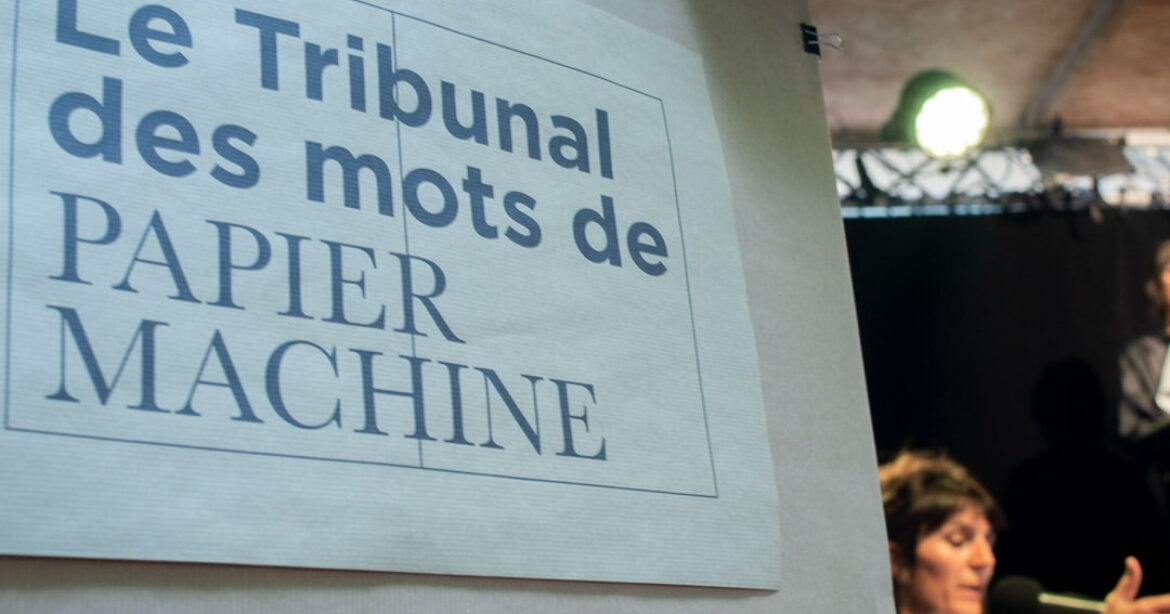 Le Tribunal
des mots de
PAPIER
MACHINE